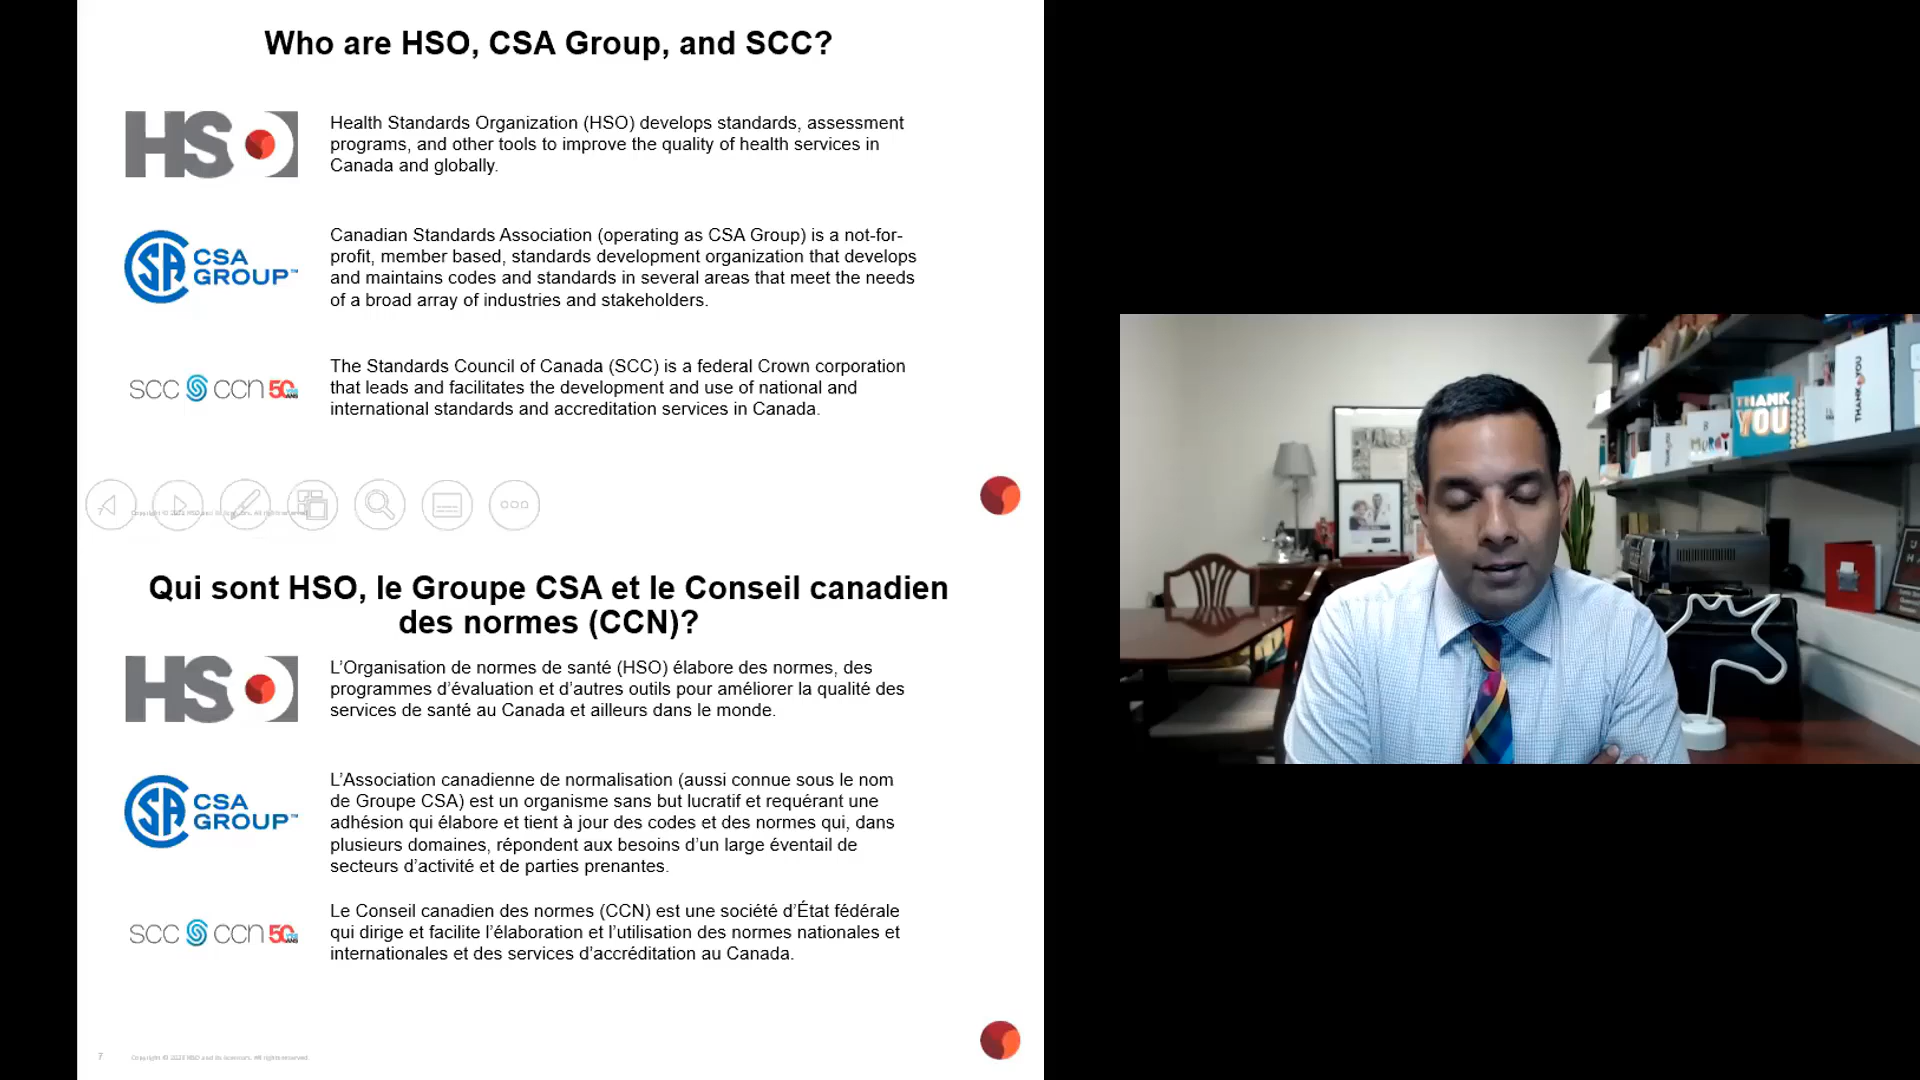 Who are HSO, CSA Group, and SCC?
HSO
Health Standards Organization (HSO) develops standards, assessment
programs, and other tools to improve the quality of health services in
Canada and globally.
CSA
GROUP™
Canadian Standards Association (operating as CSA Group) is a not-for-
profit, member based, standards development organization that develops
and maintains codes and standards in several areas that meet the needs
of a broad array of industries and stakeholders.
SCC CCN 50
The Standards Council of Canada (SCC) is a federal Crown corporation
that leads and facilitates the development and use of national and
international standards and accreditation services in Canada.
7
Qui sont HSO, le Groupe CSA et le Conseil canadien
des normes (CCN)?
HSO
L’Organisation de normes de santé (HSO) élabore des normes, des
programmes d’évaluation et d’autres outils pour améliorer la qualité des
services de santé au Canada et ailleurs dans le monde.
CSA
GROUP™
L’Association canadienne de normalisation (aussi connue sous le nom
de Groupe CSA) est un organisme sans but lucratif et requérant une
adhésion qui élabore et tient à jour des codes et des normes qui, dans
plusieurs domaines, répondent aux besoins d’un large éventail de
secteurs d’activité et de parties prenantes.
SCC CCN 50
Le Conseil canadien des normes (CCN) est une société d’État fédérale
qui dirige et facilite l’élaboration et l’utilisation des normes nationales et
internationales et des services d’accréditation au Canada.
7
THANK
YOU
THANK YOU